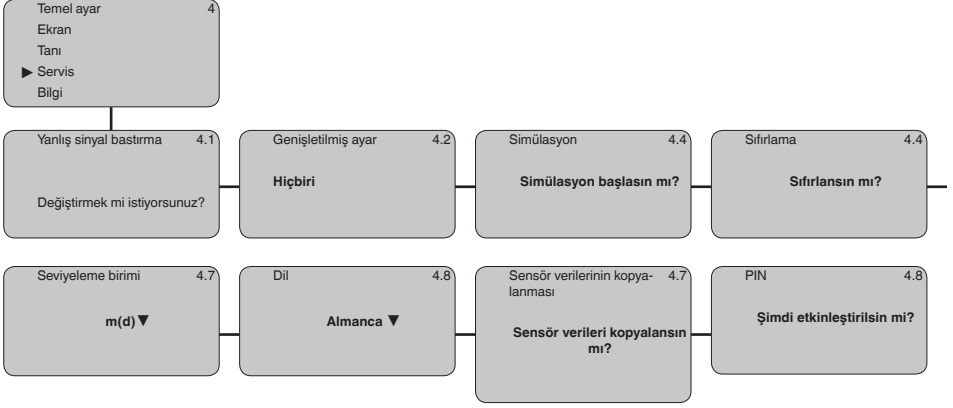 Temel ayar 4
Ekran
Tanı
▶ Servis
Bilgi
Yanlış sinyal bastırma 4.1
Değiştirmek mi istiyorsunuz?
Genişletilmiş ayar 4.2
Hiçbiri
Simülasyon 4.4
Simülasyon başlasın mı?
Sıfırlama 4.4
Sıfırlansın mı?
Seviyeleme birimi 4.7
m(d) ▼
Dil 4.8
Almanca ▼
Sensör verilerinin kopya- 4.7
lanması
Sensör verileri kopyalansın
mı?
PIN 4.8
Şimdi etkinleştirilsin mi?